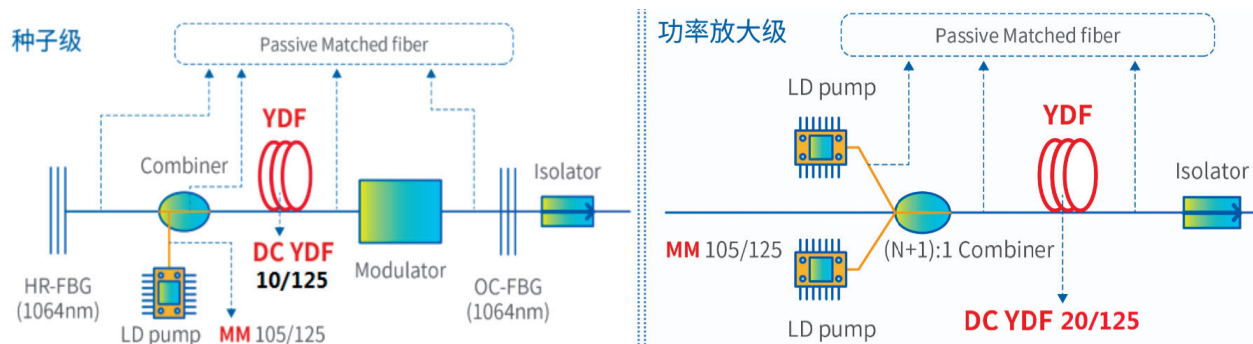 种子级
Passive Matched fiber
YDF
Combiner
Isolator
DC YDF
10/125
Modulator
HR-FBG
(1064nm)
OC-FBG
(1064nm)
LD pump
MM 105/125
功率放大级
Passive Matched fiber
LD pump
YDF
Isolator
MM 105/125
(N+1):1 Combiner
LD pump
DC YDF 20/125